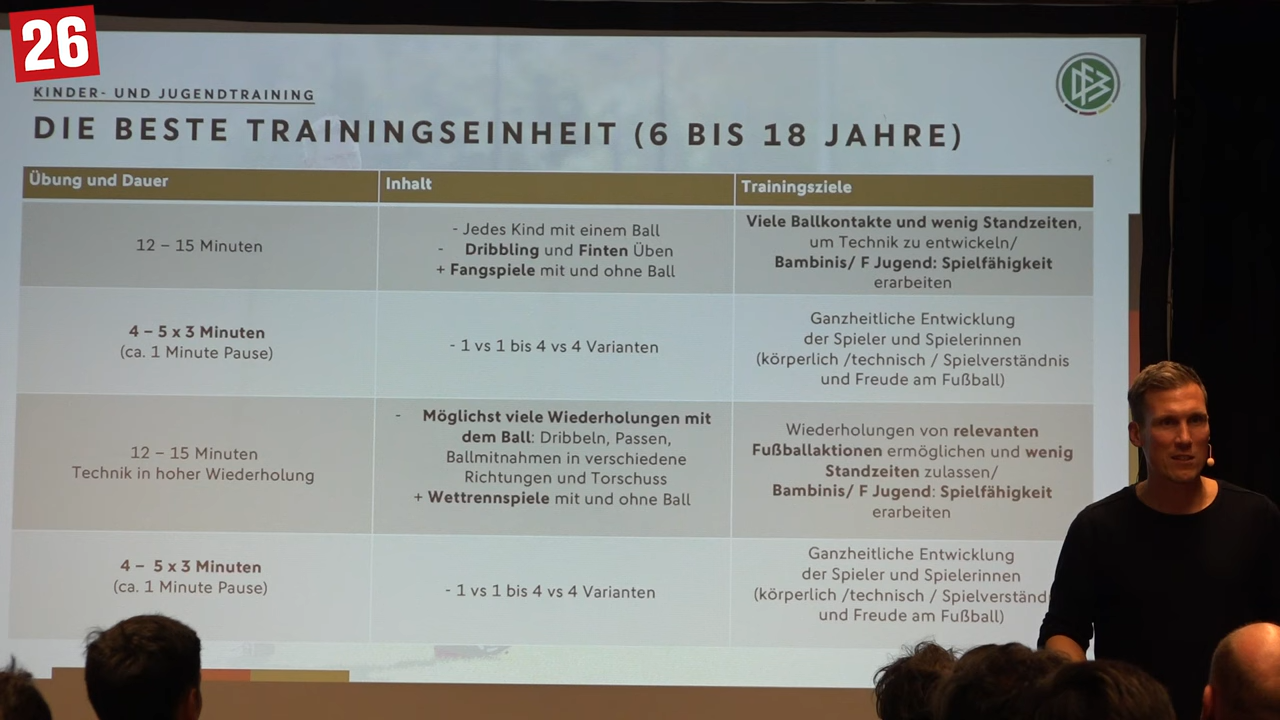 26
KINDER- UND JUGENDTRAINING
DIE BESTE TRAININGSEINHEIT (6 BIS 18 JAHRE)
DFB
Übung und Dauer
Inhalt
Trainingsziele
12 – 15 Minuten
- Jedes Kind mit einem Ball
- Dribbling und Finten Üben
+ Fangspiele mit und ohne Ball
Viele Ballkontakte und wenig Standzeiten,
um Technik zu entwickeln/
Bambinis/ F Jugend: Spielfähigkeit
erarbeiten
4 – 5 x 3 Minuten
(ca. 1 Minute Pause)
- 1 vs 1 bis 4 vs 4 Varianten
Ganzheitliche Entwicklung
der Spieler und Spielerinnen
(körperlich /technisch / Spielverständnis
und Freude am Fußball)
12 – 15 Minuten
Technik in hoher Wiederholung
- Möglichst viele Wiederholungen mit
dem Ball: Dribbeln, Passen,
Ballmitnahmen in verschiedene
Richtungen und Torschuss
+ Wettrennspiele mit und ohne Ball
Wiederholungen von relevanten
Fußballaktionen ermöglichen und wenig
Standzeiten zulassen/
Bambinis/ F Jugend: Spielfähigkeit
erarbeiten
4 – 5 x 3 Minuten
(ca. 1 Minute Pause)
- 1 vs 1 bis 4 vs 4 Varianten
Ganzheitliche Entwicklung
der Spieler und Spielerinnen
(körperlich /technisch / Spielverständ
und Freude am Fußball)